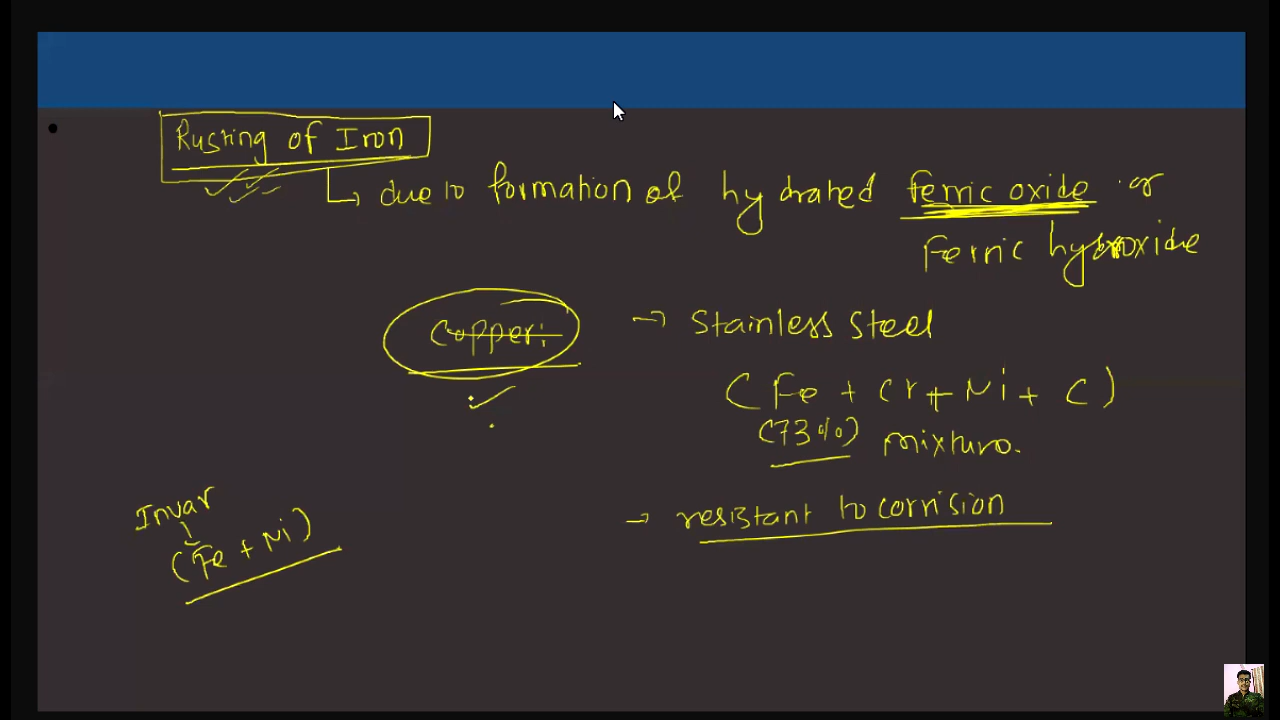 Rusting of Iron
due to formation of hydrated Ferric oxide or
Ferric hydroxide
Copper:
→ Stainless Steel
(Fe + Cr + Ni + C)
(73%) mixture.
Invar
(Fe + Ni)
→ resistant to corrision